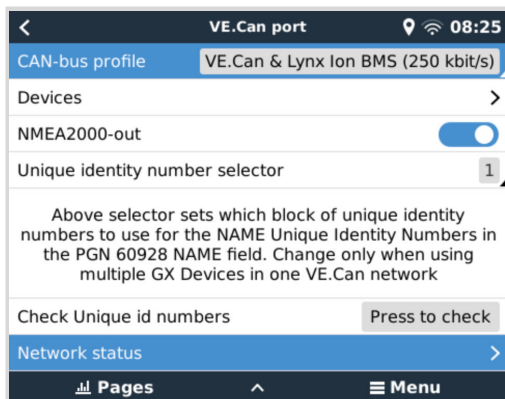 VE.Can port 08:25
CAN-bus profile VE.Can & Lynx Ion BMS (250 kbit/s)
Devices
NMEA2000-out
Unique identity number selector 1
Above selector sets which block of unique identity
numbers to use for the NAME Unique Identity Numbers in
the PGN 60928 NAME field. Change only when using
multiple GX Devices in one VE.Can network
Check Unique id numbers Press to check
Network status
Pages Menu